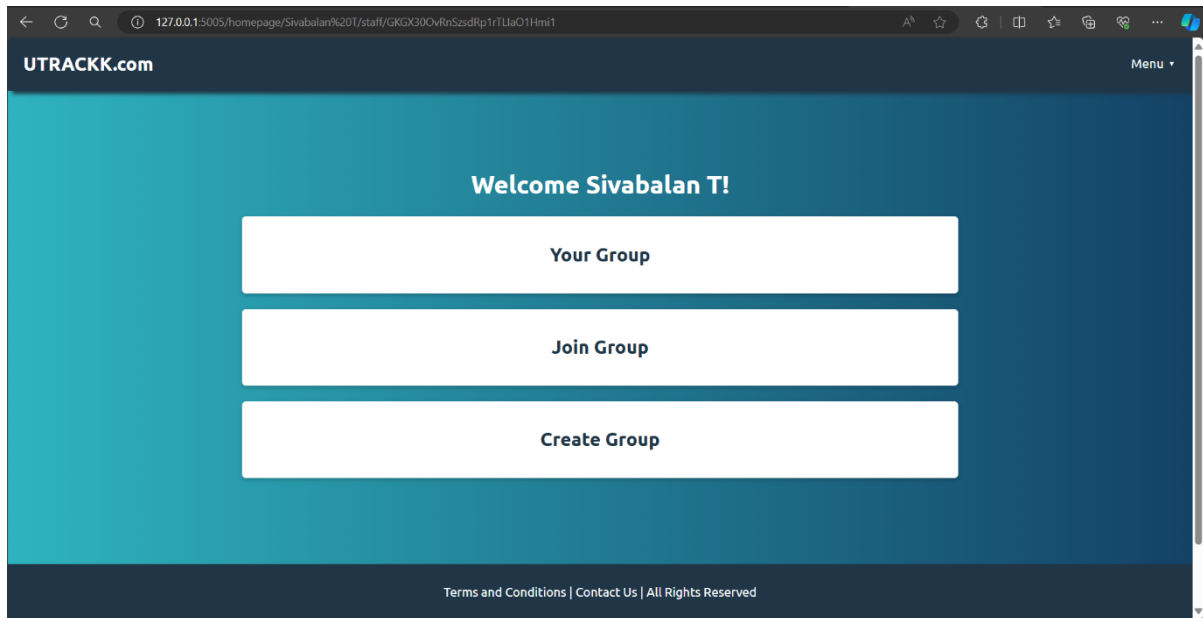 127.0.0.1:5005/homepage/Sivabalan%20T/staff/GKGX30OvRnSzsdRp1rTLlaO1Hmi1
UTRACKK.com
Menu
Welcome Sivabalan T!
Your Group
Join Group
Create Group
Terms and Conditions | Contact Us | All Rights Reserved